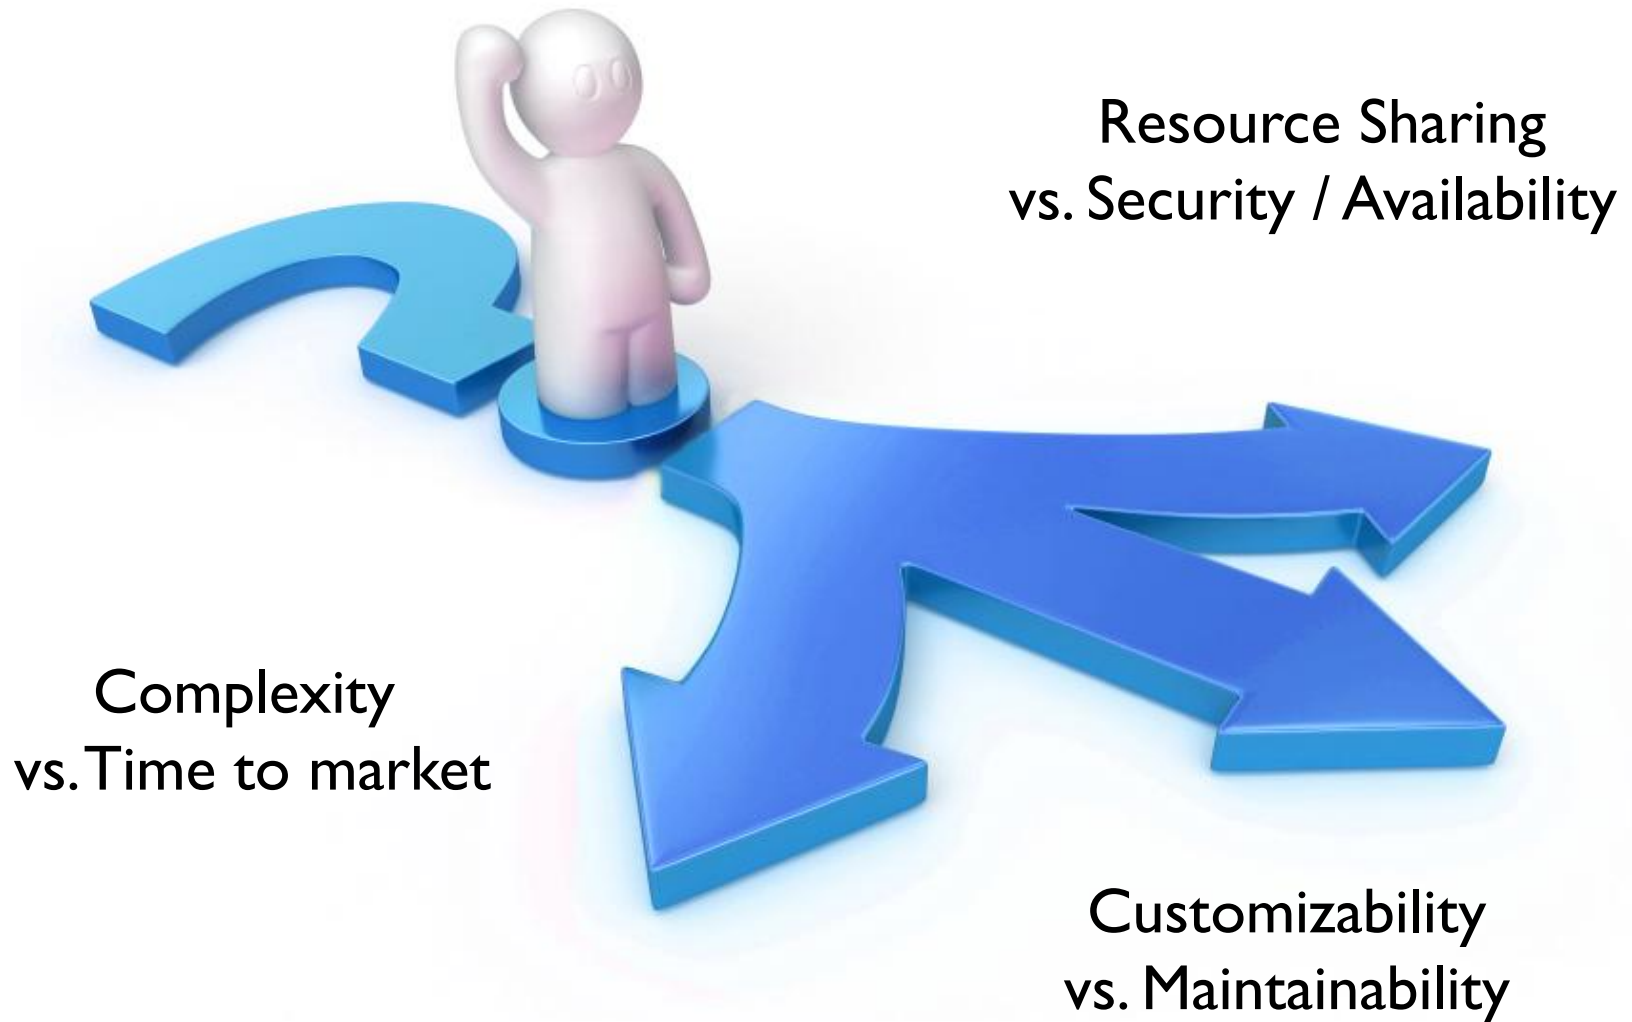 Resource Sharing
vs. Security / Availability
Complexity
vs. Time to market
Customizability
vs. Maintainability